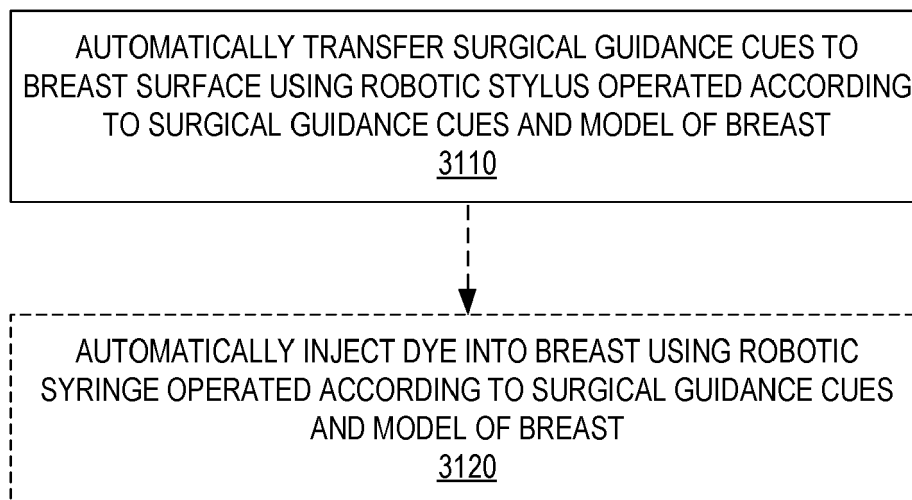 AUTOMATICALLY TRANSFER SURGICAL GUIDANCE CUES TO
BREAST SURFACE USING ROBOTIC STYLUS OPERATED ACCORDING
TO SURGICAL GUIDANCE CUES AND MODEL OF BREAST
3110
AUTOMATICALLY INJECT DYE INTO BREAST USING ROBOTIC
SYRINGE OPERATED ACCORDING TO SURGICAL GUIDANCE CUES
AND MODEL OF BREAST
3120